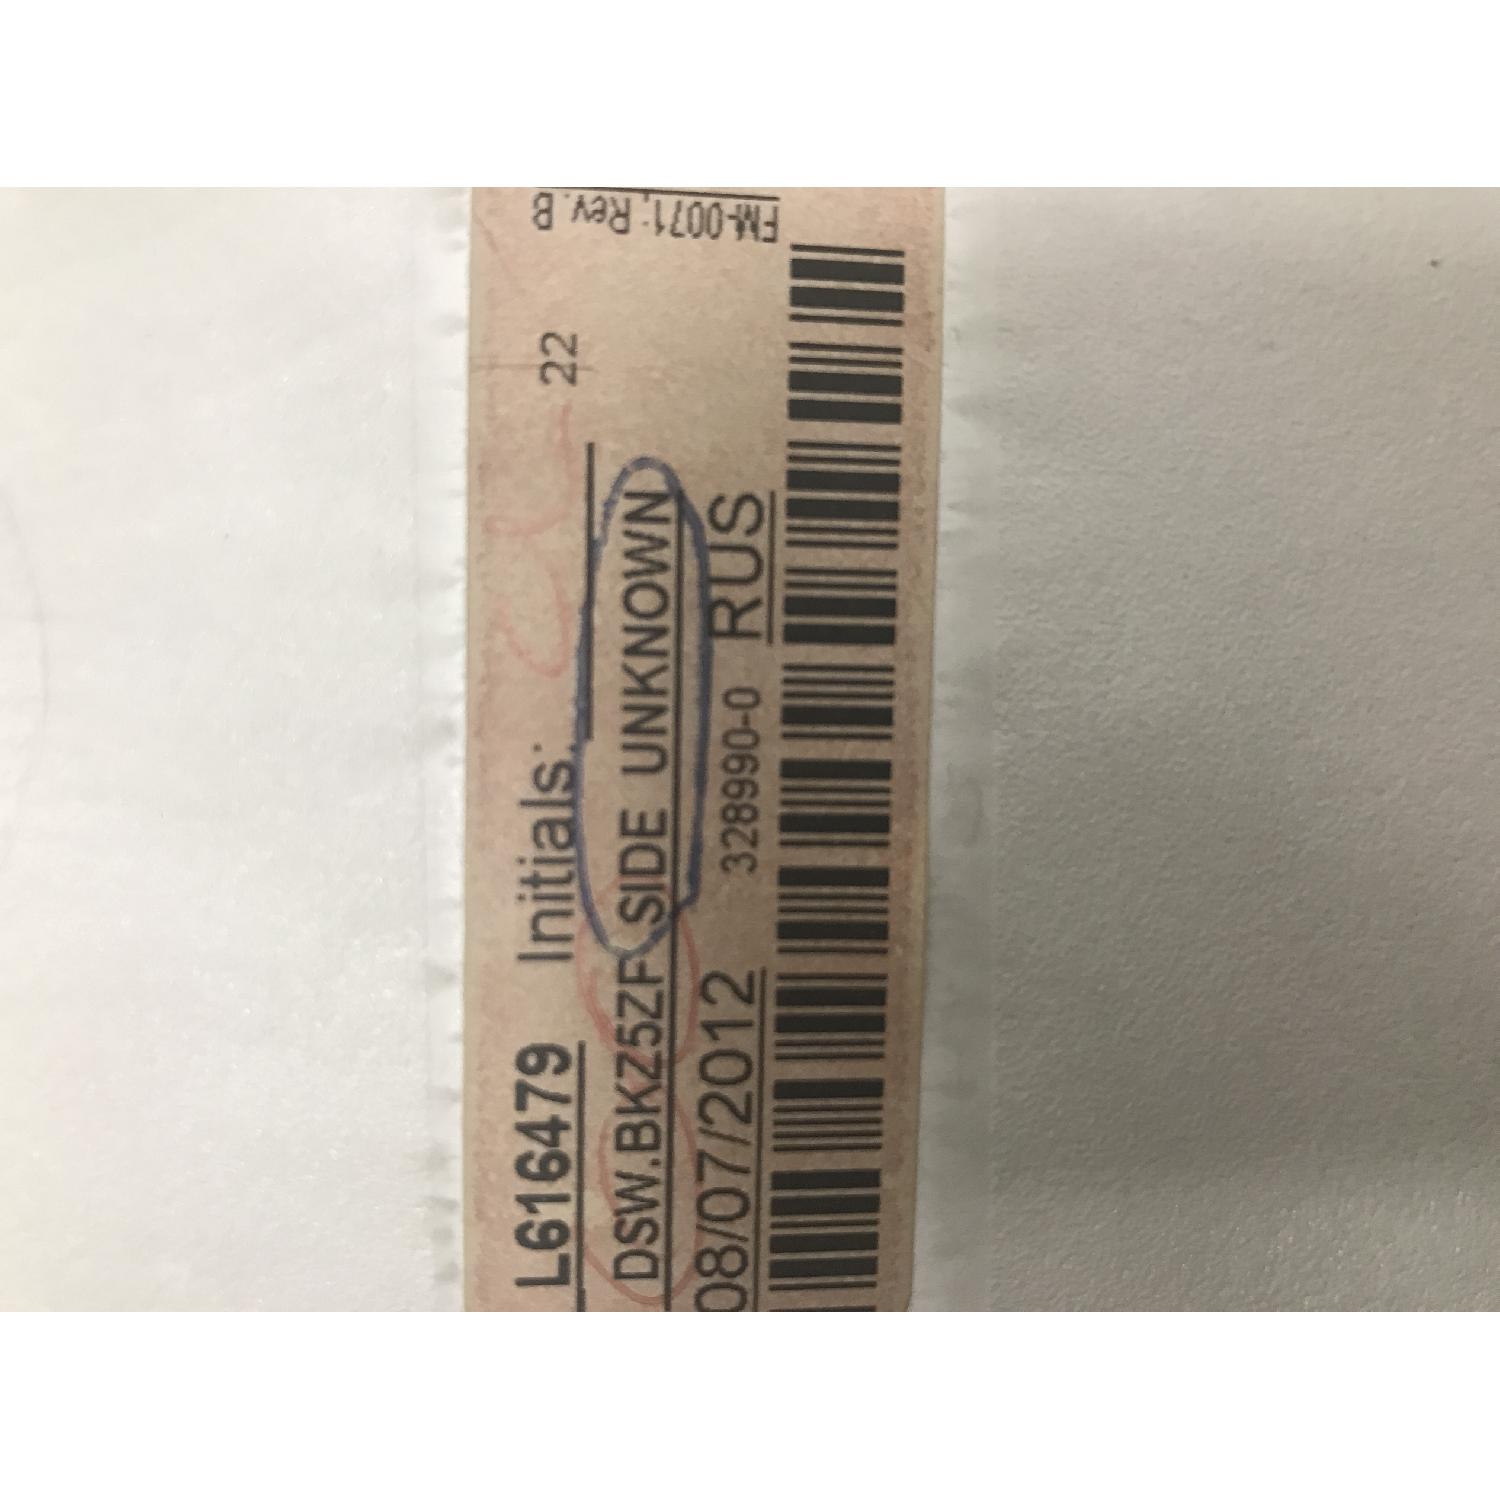 L616479 Initials: 22
DSW.BKZ5ZF SIDE UNKNOWN
08/07/2012 328990-0 RUS
FM-0071; Rev. B